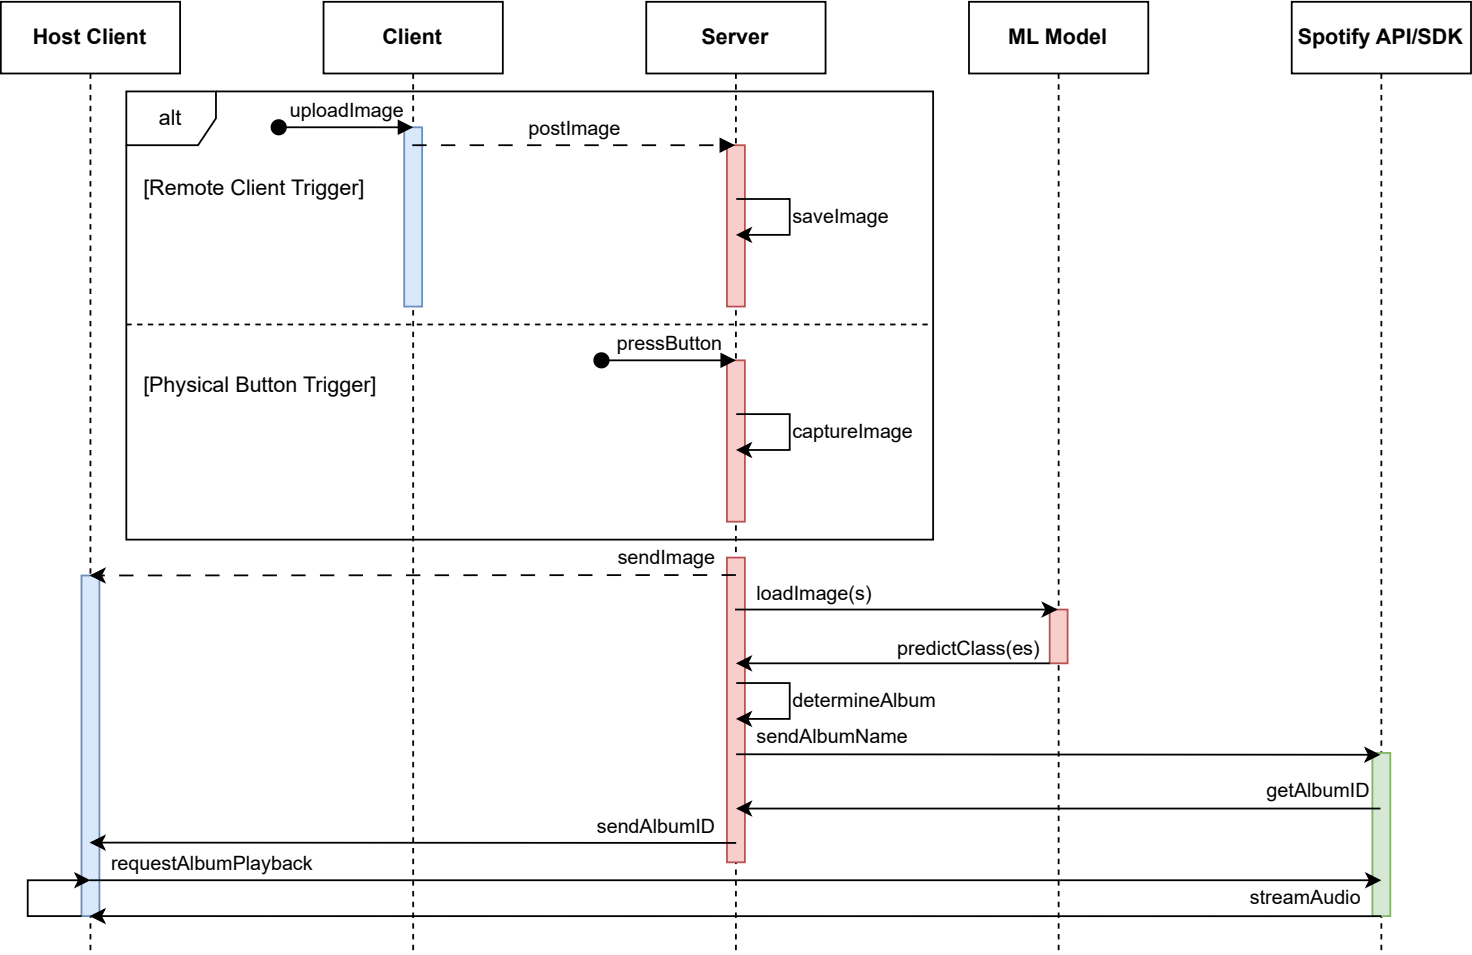 Host Client
Client
Server
ML Model
Spotify API/SDK
alt
uploadImage
postImage
[Remote Client Trigger]
saveImage
pressButton
[Physical Button Trigger]
captureImage
sendImage
loadImage(s)
predictClass(es)
determineAlbum
sendAlbumName
getAlbumID
sendAlbumID
requestAlbumPlayback
streamAudio